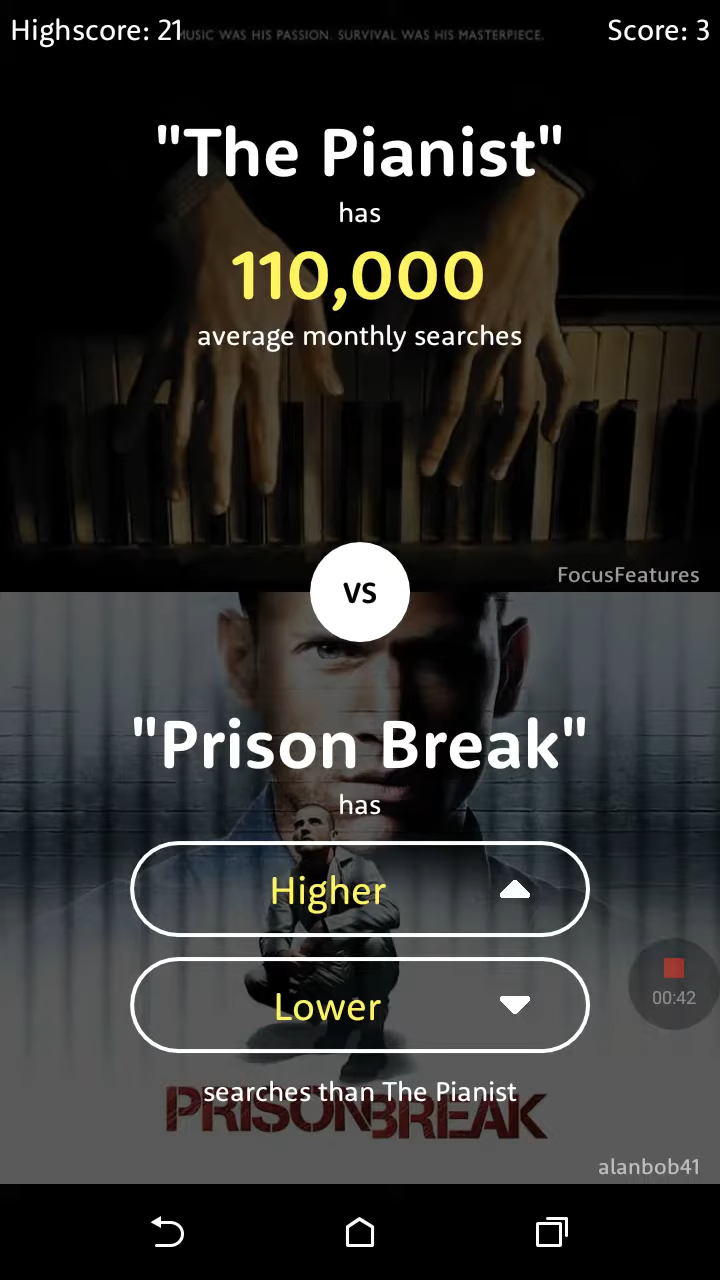 Highscore: 21
MUSIC WAS HIS PASSION. SURVIVAL WAS HIS MASTERPIECE.
Score: 3
"The Pianist"
has
110,000
average monthly searches
FocusFeatures
VS
"Prison Break"
has
Higher
Lower
00:42
searches than The Pianist
PRISON BREAK
alanbob41